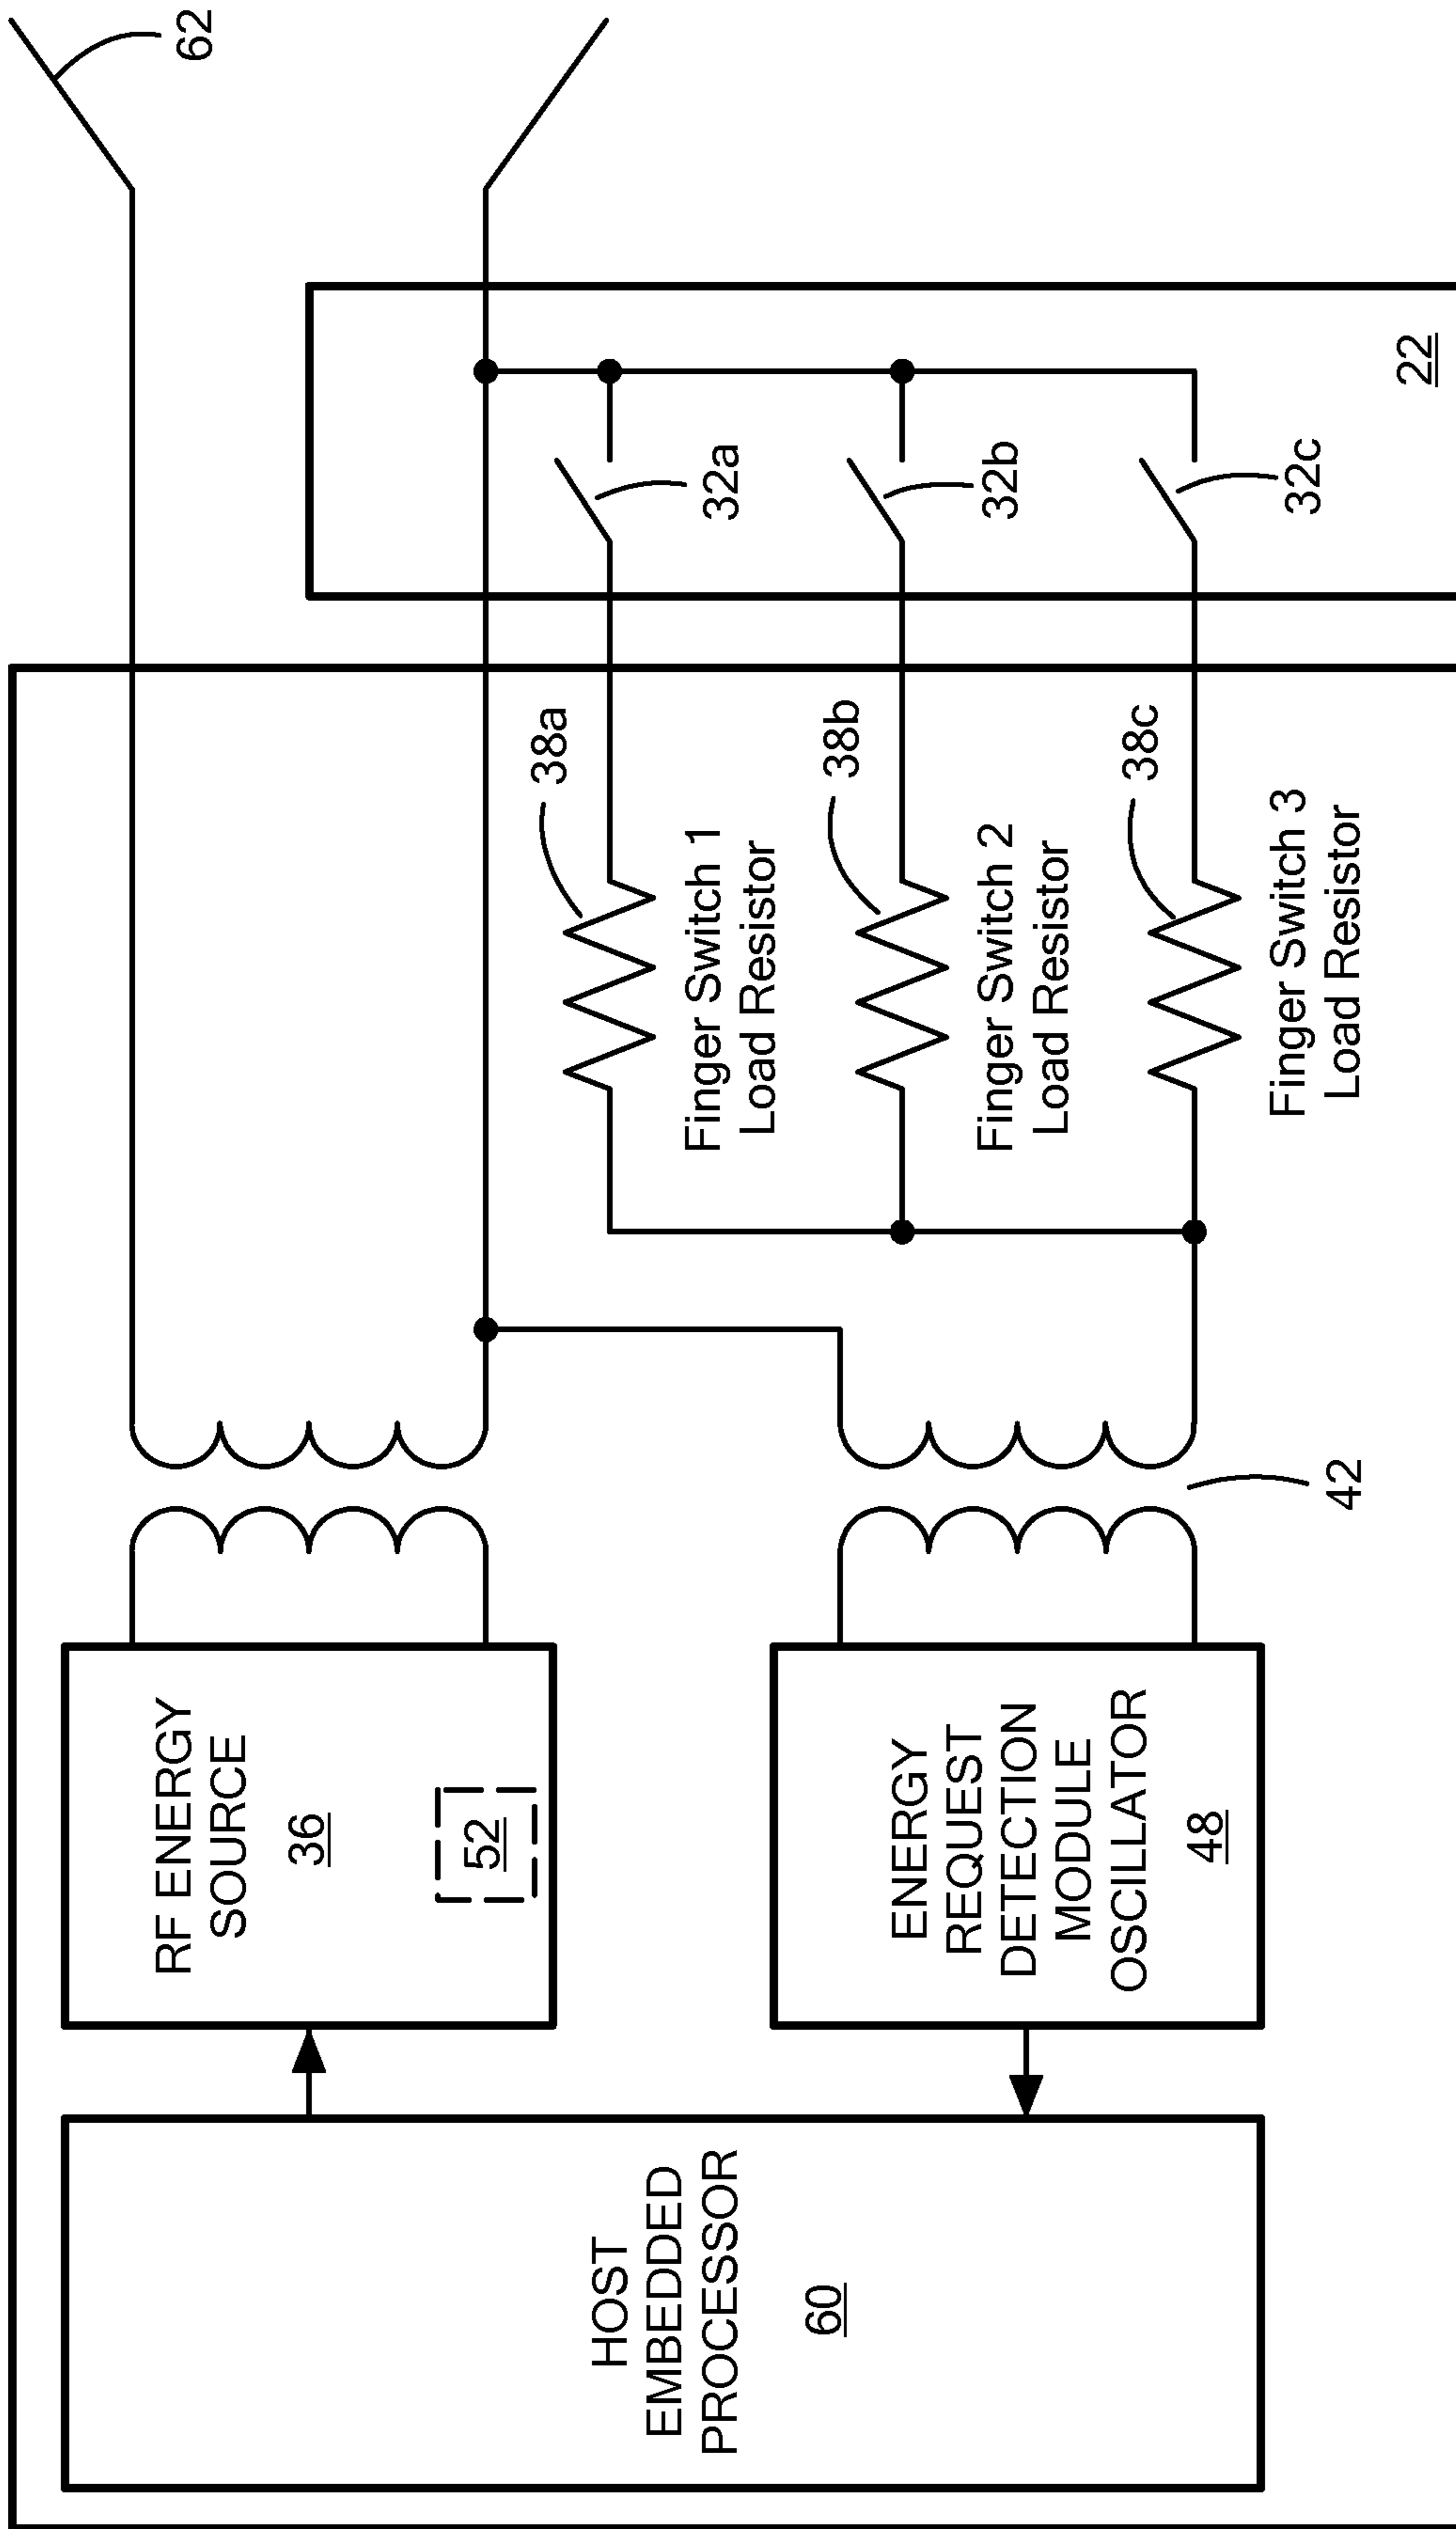 HOST
EMBEDDED
PROCESSOR
60
RF ENERGY
SOURCE
36
52
ENERGY
REQUEST
DETECTION
MODULE
OSCILLATOR
48
42
38a
Finger Switch 1
Load Resistor
38b
Finger Switch 2
Load Resistor
38c
Finger Switch 3
Load Resistor
32a
32b
32c
22
62